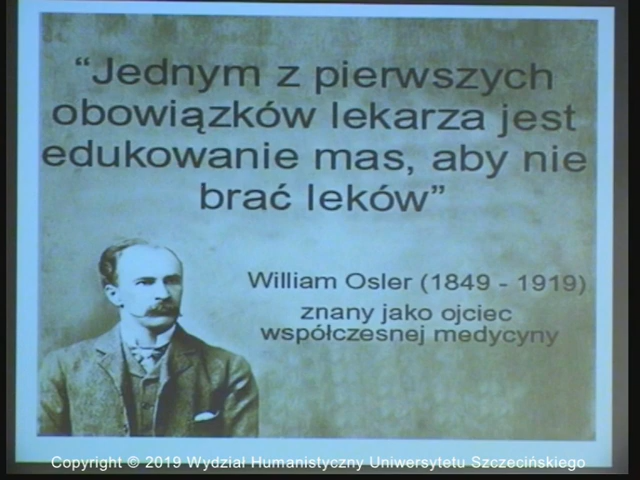 “Jednym z pierwszych
obowiązków lekarza jest
edukowanie mas, aby nie
brać leków”
William Osler (1849 - 1919)
znany jako ojciec
współczesnej medycyny
Copyright © 2019 Wydział Humanistyczny Uniwersytetu Szczecińskiego